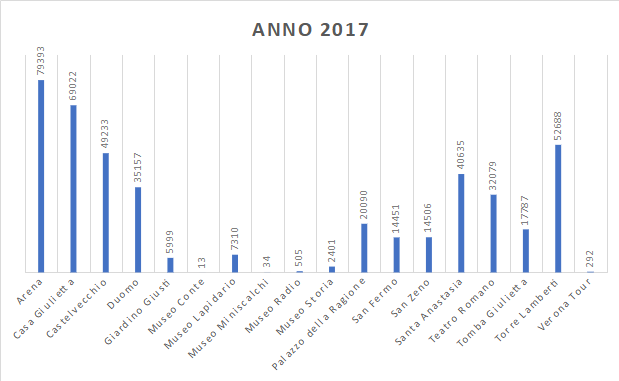 ANNO 2017
79393
69022
49233
35157
5999
13
7310
34
505
2401
20090
14451
14506
40635
32079
17787
52688
292
Arena
Casa Giulietta
Castelvecchio
Duomo
Giardino Giusti
Museo Conte
Museo Lapidario
Museo Miniscalchi
Museo Radio
Museo Storia
Palazzo della Ragione
San Fermo
San Zeno
Santa Anastasia
Teatro Romano
Tomba Giulietta
Torre Lamberti
Verona Tour